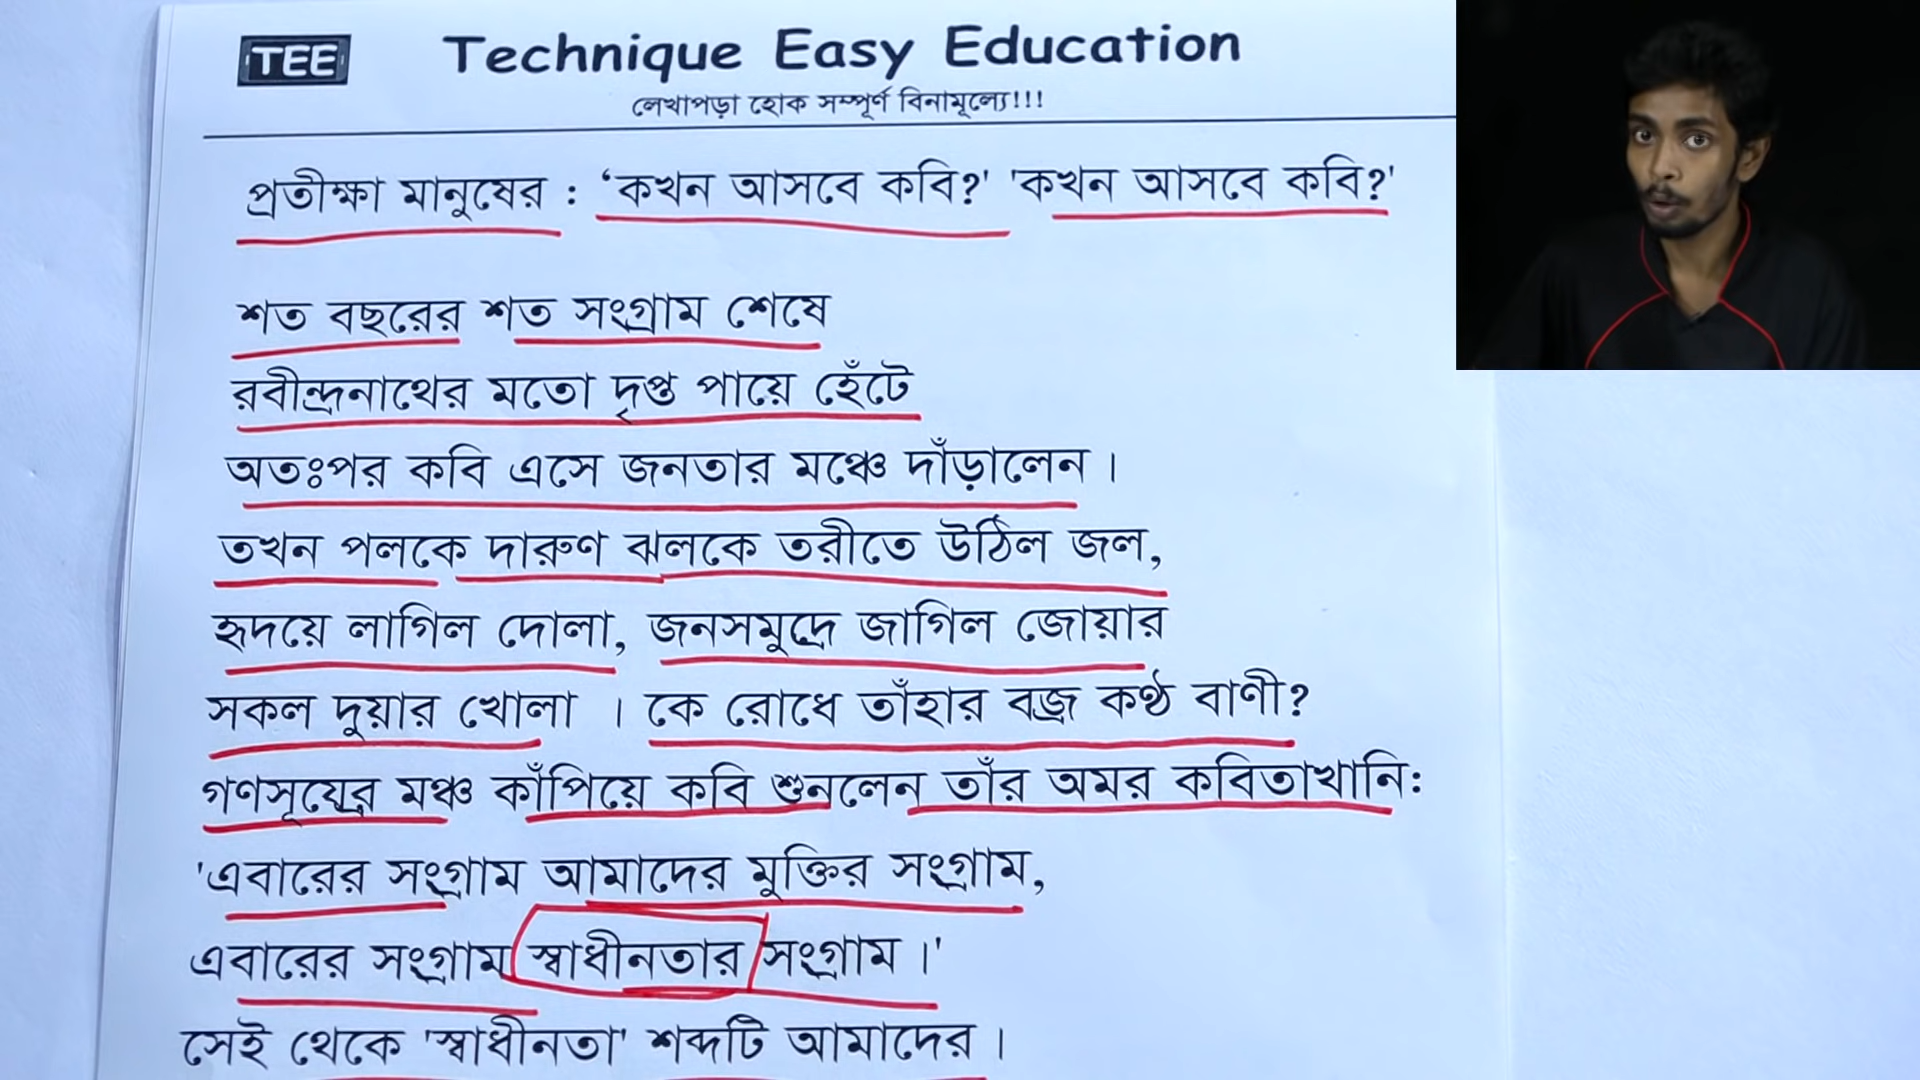 TEE
Technique Easy Education
লেখাপড়া হোক সম্পূর্ণ বিনামূল্যে!!!
প্রতীক্ষা মানুষের : ‘কখন আসবে কবি?' 'কখন আসবে কবি?'
শত বছরের শত সংগ্রাম শেষে
রবীন্দ্রনাথের মতো দৃপ্ত পায়ে হেঁটে
অতঃপর কবি এসে জনতার মঞ্চে দাঁড়ালেন ।
তখন পলকে দারুণ ঝলকে তরীতে উঠিল জল,
হৃদয়ে লাগিল দোলা, জনসমুদ্রে জাগিল জোয়ার
সকল দুয়ার খোলা । কে রোধে তাঁহার বজ্র কণ্ঠ বাণী?
গণসূর্যের মঞ্চ কাঁপিয়ে কবি শুনলেন তাঁর অমর কবিতাখানি:
'এবারের সংগ্রাম আমাদের মুক্তির সংগ্রাম,
এবারের সংগ্রাম স্বাধীনতার সংগ্রাম ।'
সেই থেকে 'স্বাধীনতা' শব্দটি আমাদের ।